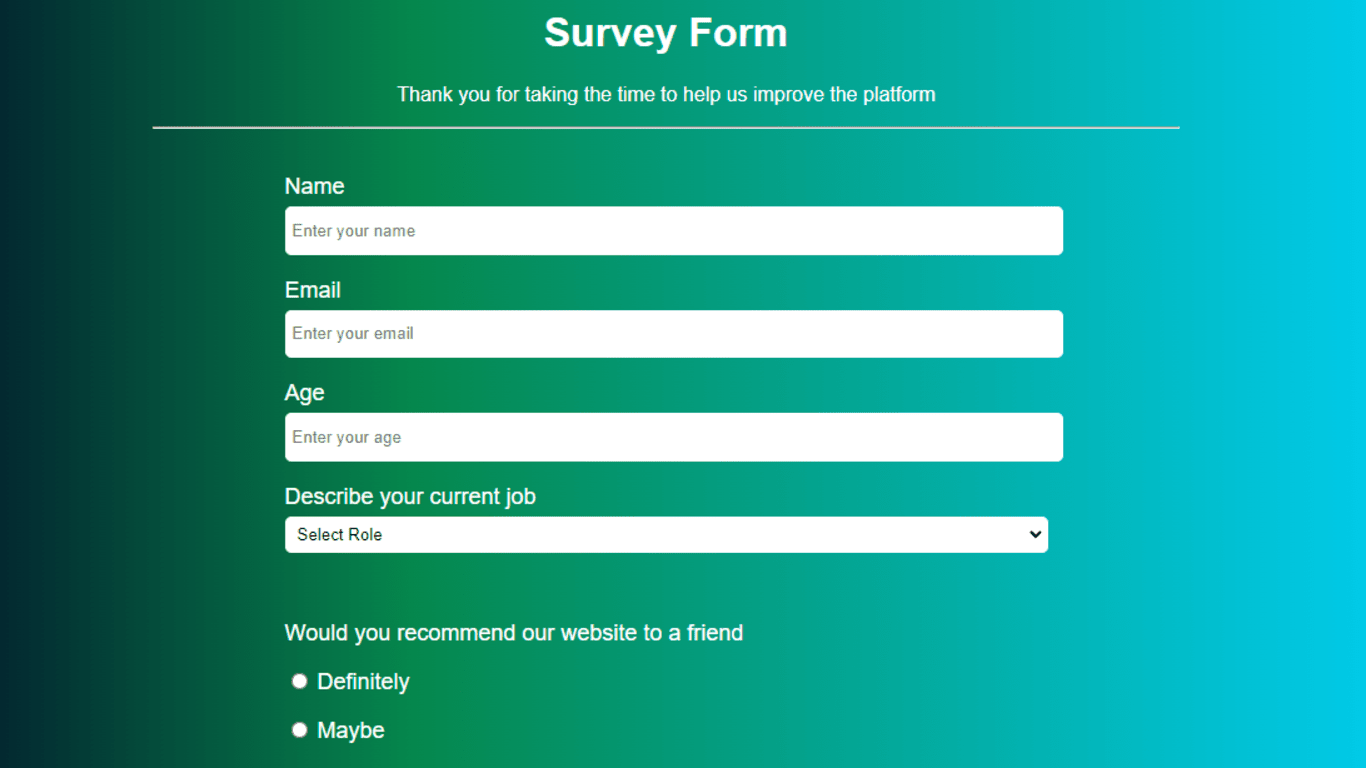 Survey Form
Thank you for taking the time to help us improve the platform
Name
Enter your name
Email
Enter your email
Age
Enter your age
Describe your current job
Select Role
Would you recommend our website to a friend
Definitely
Maybe